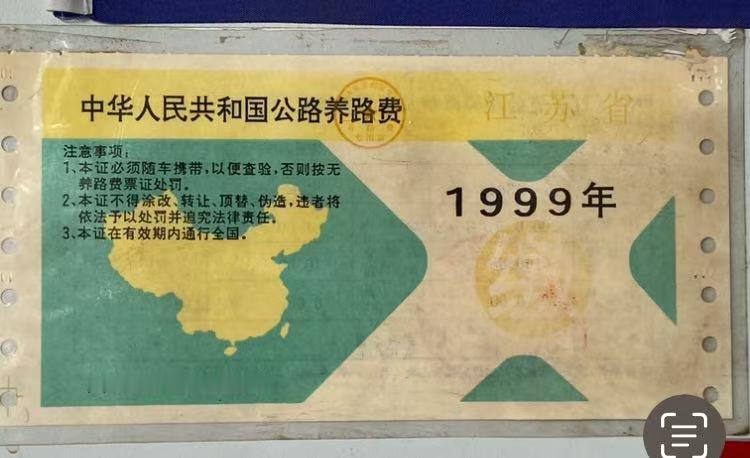 中华人民共和国公路养路费
江苏省
注意事项:
1、本证必须随车携带,以便查验,否则按无
养路费票证处罚。
2、本证不得涂改、转让、顶替、伪造,违者将
依法予以处罚并追究法律责任。
3、本证在有效期内通行全国。
1999年